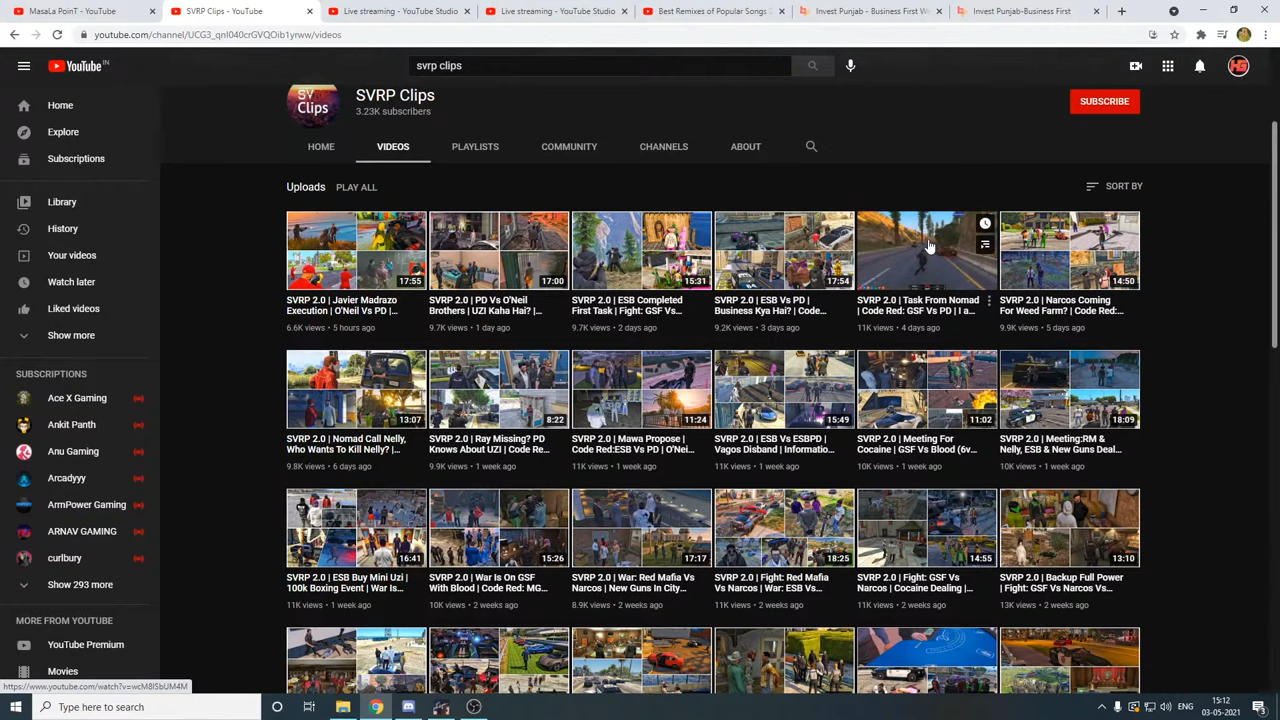 MasaLa PoinT - YouTube
SVRP Clips - YouTube
Live streaming - YouTube Studio
Live streaming - YouTube Studio
Best Remixes of Popular Songs
Invest Punjab - Business First W
Invest Punjab-Business First
youtube.com/channel/UCG3_qnI040crGVQOib1yrww/videos
YouTube IN
svrp clips
HG
SV RP
Clips
SVRP Clips
3.23K subscribers
SUBSCRIBE
HOME
VIDEOS
PLAYLISTS
COMMUNITY
CHANNELS
ABOUT
Uploads
PLAY ALL
SORT BY
Home
Explore
Subscriptions
Library
History
Your videos
Watch later
Liked videos
Show more
SUBSCRIPTIONS
Ace X Gaming
Ankit Panth
Anu Gaming
Arcadyyy
ArmPower Gaming
ARNAV GAMING
curlbury
Show 293 more
MORE FROM YOUTUBE
YouTube Premium
Movies
17:55
SVRP 2.0 | Javier Madrazo
Execution | O'Neil Vs PD |...
6.6K views • 5 hours ago
17:00
SVRP 2.0 | PD Vs O'Neil
Brothers | UZI Kaha Hai? |...
9.7K views • 1 day ago
15:31
SVRP 2.0 | ESB Completed
First Task | Fight: GSF Vs...
9.7K views • 2 days ago
17:54
SVRP 2.0 | ESB Vs PD |
Business Kya Hai? | Code...
9.2K views • 3 days ago
SVRP 2.0 | Task From Nomad
| Code Red: GSF Vs PD | I a...
11K views • 4 days ago
14:50
SVRP 2.0 | Narcos Coming
For Weed Farm? | Code Red:...
9.9K views • 5 days ago
13:07
SVRP 2.0 | Nomad Call Nelly,
Who Wants To Kill Nelly? |...
9.8K views • 6 days ago
8:22
SVRP 2.0 | Ray Missing? PD
Knows About UZI | Code Re...
9.9K views • 1 week ago
11:24
SVRP 2.0 | Mawa Propose |
Code Red:ESB Vs PD | O'Nei...
11K views • 1 week ago
15:49
SVRP 2.0 | ESB Vs ESBPD |
Vagos Disband | Informatio...
11K views • 1 week ago
11:02
SVRP 2.0 | Meeting For
Cocaine | GSF Vs Blood (6v...
10K views • 1 week ago
18:09
SVRP 2.0 | Meeting:RM &
Nelly, ESB & New Guns Deal...
10K views • 1 week ago
16:41
SVRP 2.0 | ESB Buy Mini Uzi |
100k Boxing Event | War Is...
11K views • 1 week ago
15:26
SVRP 2.0 | War Is On GSF
With Blood | Code Red: MG...
10K views • 2 weeks ago
17:17
SVRP 2.0 | War: Red Mafia Vs
Narcos | New Guns In City...
8.9K views • 2 weeks ago
18:25
SVRP 2.0 | Fight: Red Mafia
Vs Narcos | War: ESB Vs...
11K views • 2 weeks ago
14:55
SVRP 2.0 | Fight: GSF Vs
Narcos | Cocaine Dealing |...
11K views • 2 weeks ago
13:10
SVRP 2.0 | Backup Full Power
| Fight: GSF Vs Narcos Vs...
13K views • 2 weeks ago
https://www.youtube.com/watch?v=wcM8lSbUM4M
Type here to search
ENG
15:12
03-05-2021
3